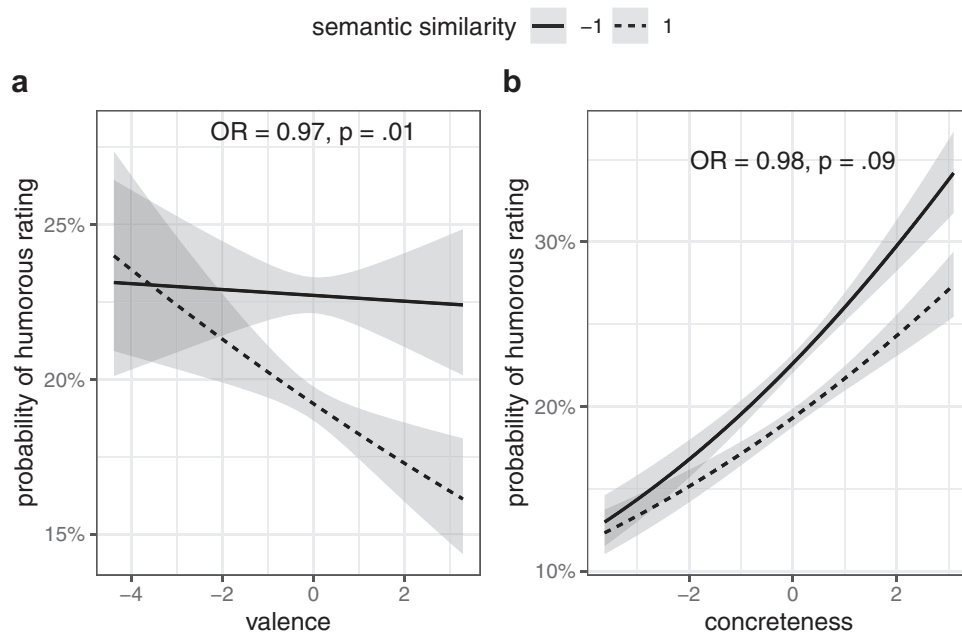 semantic similarity −1 1
a
b
OR = 0.97, p = .01
OR = 0.98, p = .09
probability of humorous rating
25%
20%
15%
−4 −2 0 2
valence
probability of humorous rating
30%
20%
10%
−2 0 2
concreteness